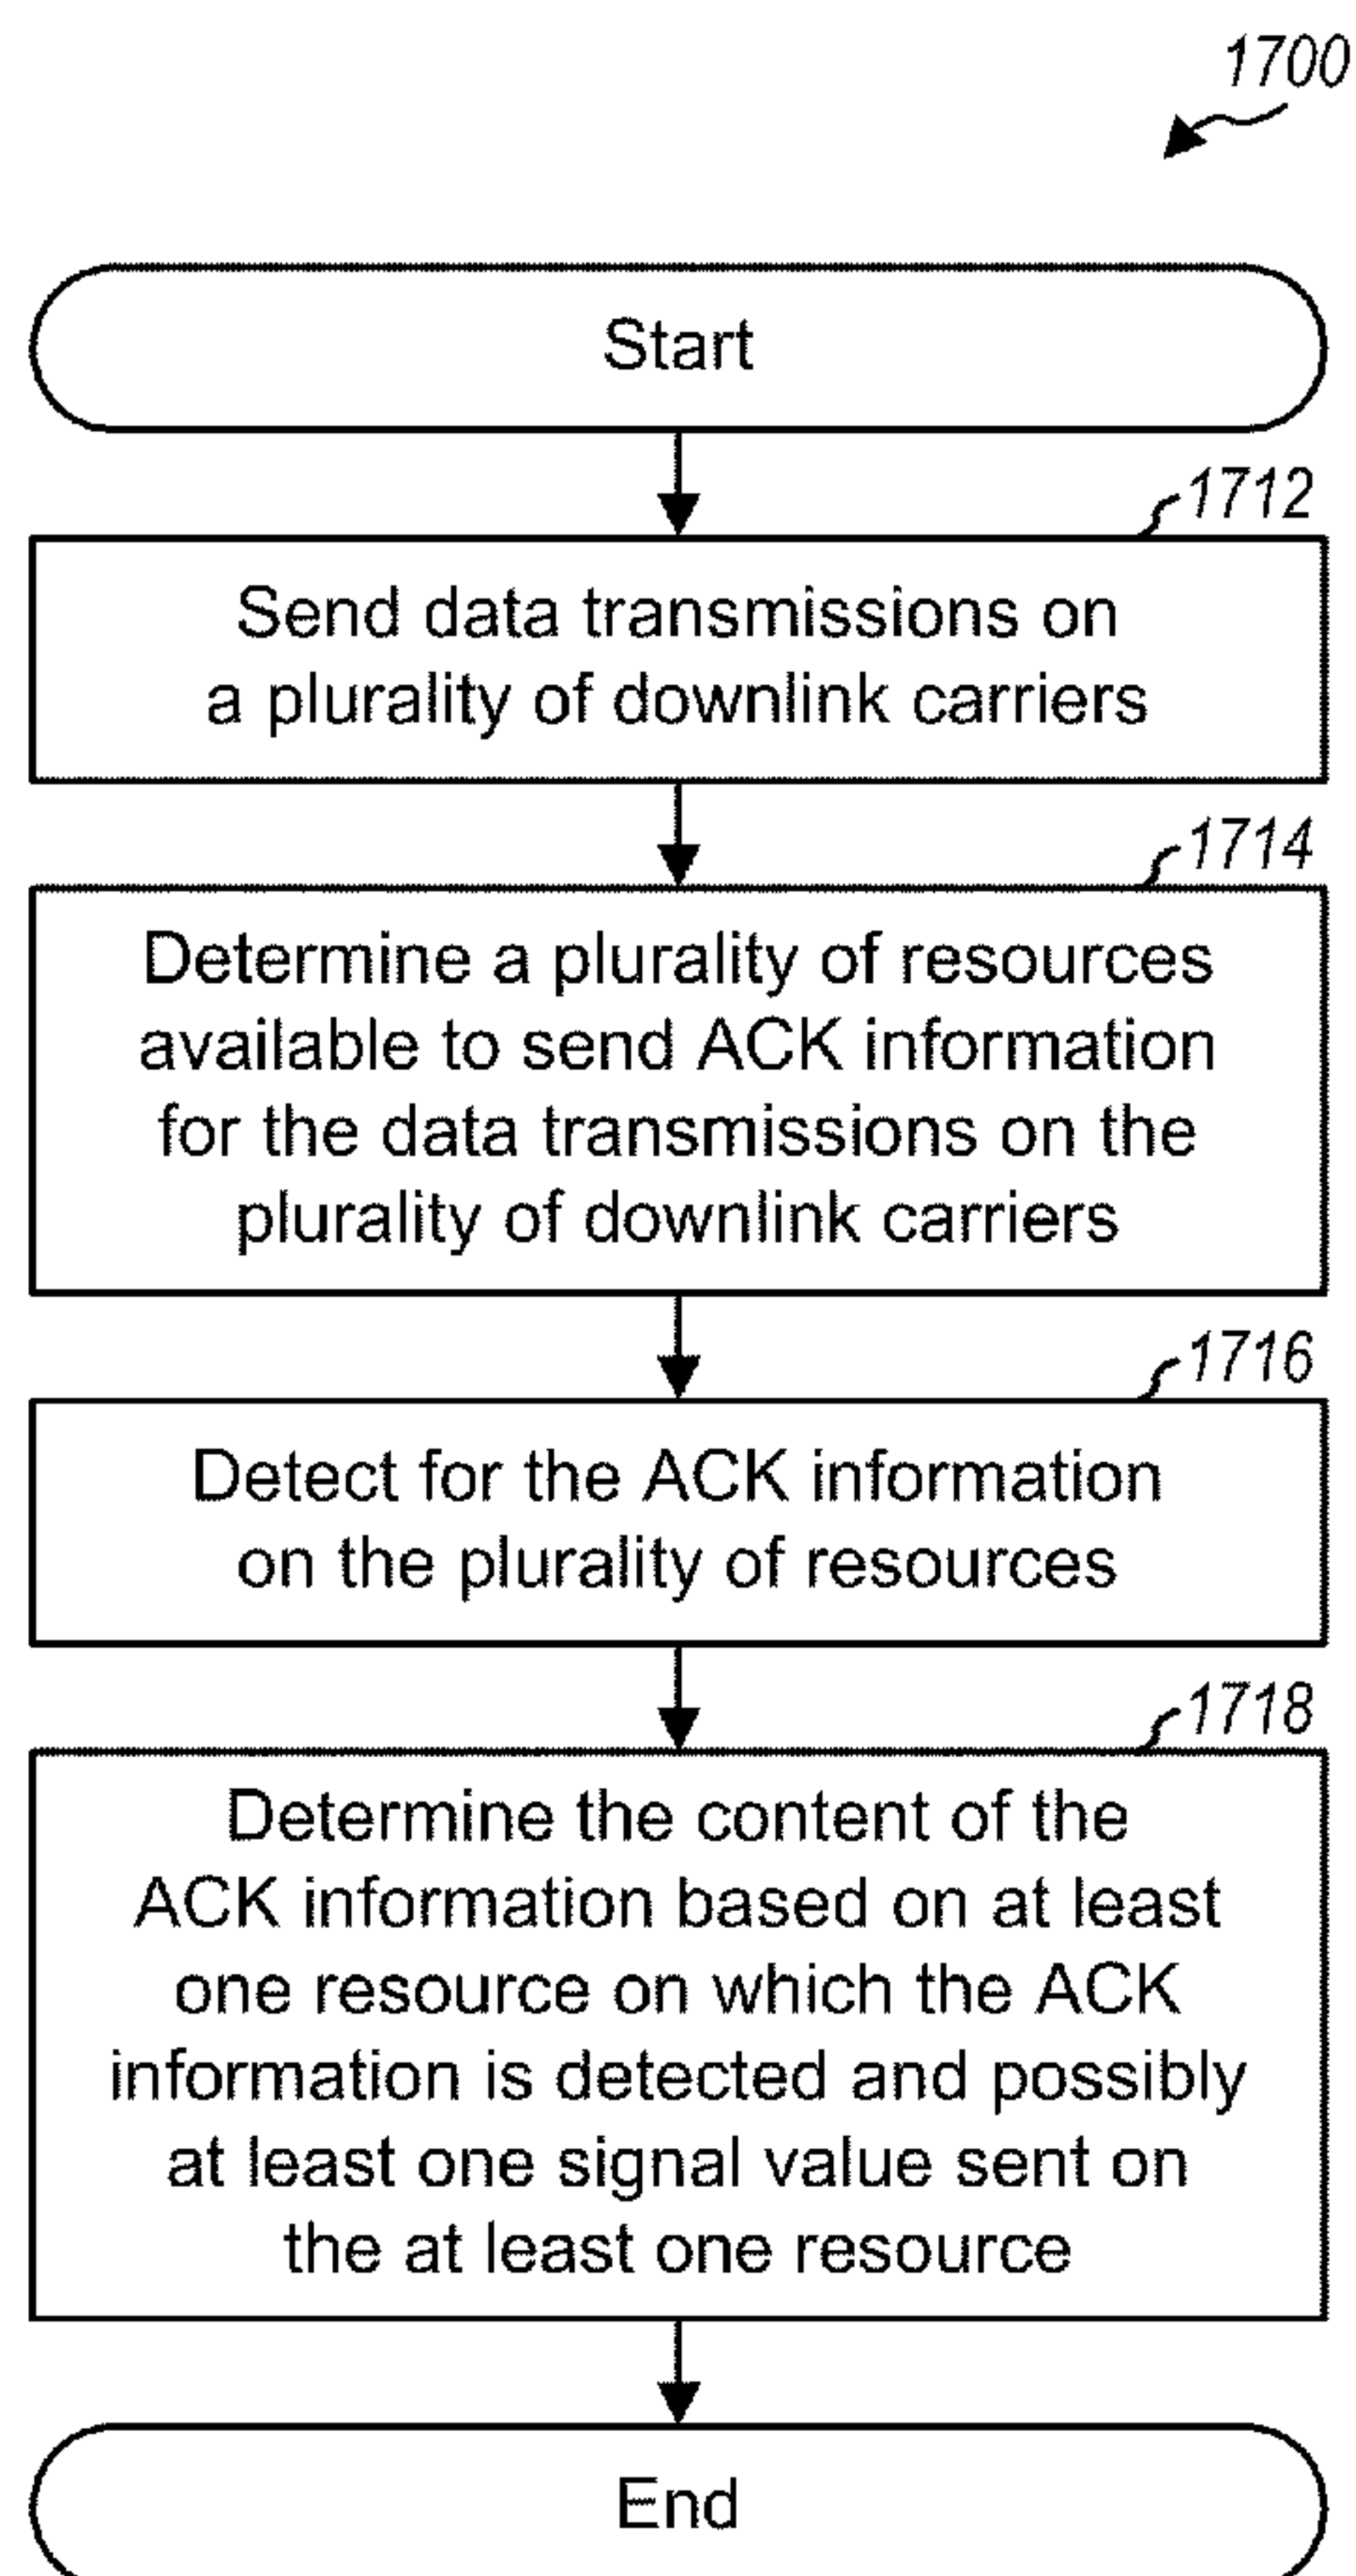 1700
Start
1712
Send data transmissions on
a plurality of downlink carriers
1714
Determine a plurality of resources
available to send ACK information
for the data transmissions on the
plurality of downlink carriers
1716
Detect for the ACK information
on the plurality of resources
1718
Determine the content of the
ACK information based on at least
one resource on which the ACK
information is detected and possibly
at least one signal value sent on
the at least one resource
End